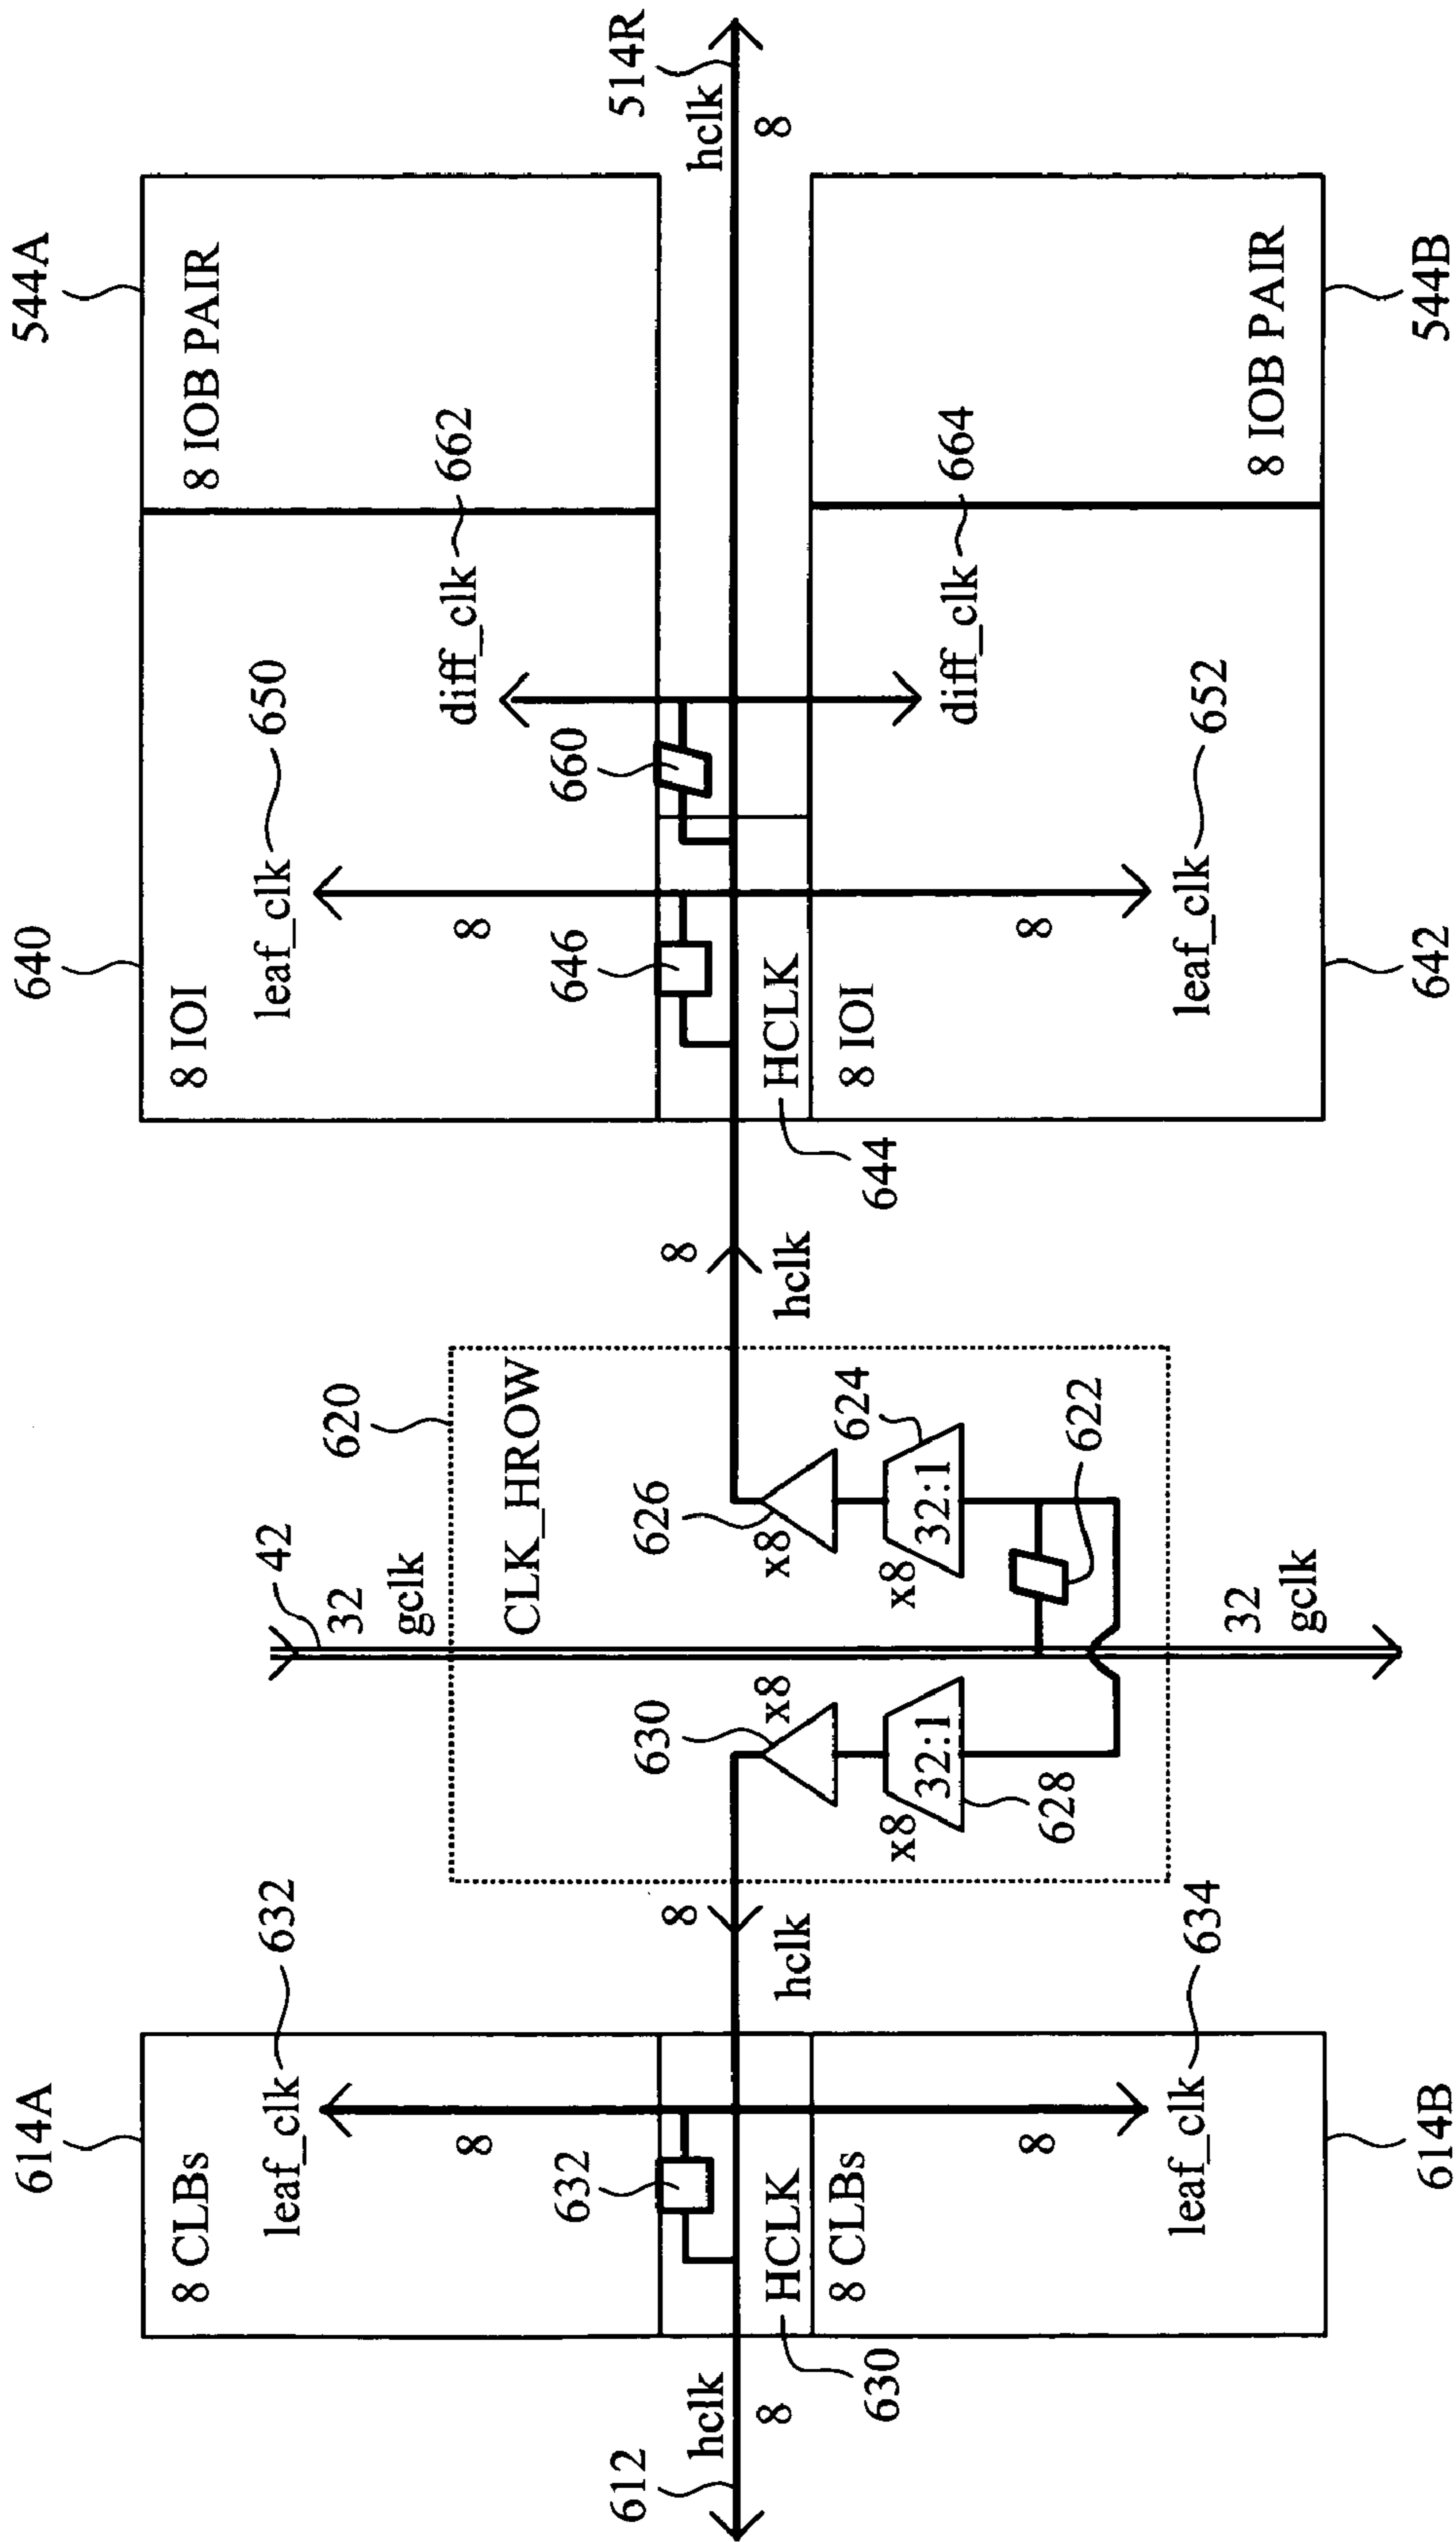 614A
8 CLBs
leaf_clk
632
8
632
HCLK
630
8 CLBs
8
leaf_clk
634
614B
612
hclk
8
8
hclk
42
32
gclk
620
CLK_HROW
630
x8
626
x8
x8
32:1
628
x8
32:1
624
622
32
gclk
8
hclk
640
8 IOI
leaf_clk
650
8
646
660
diff_clk
662
8 IOB PAIR
544A
HCLK
644
8 IOI
8
leaf_clk
652
642
diff_clk
664
8 IOB PAIR
544B
hclk
514R
8